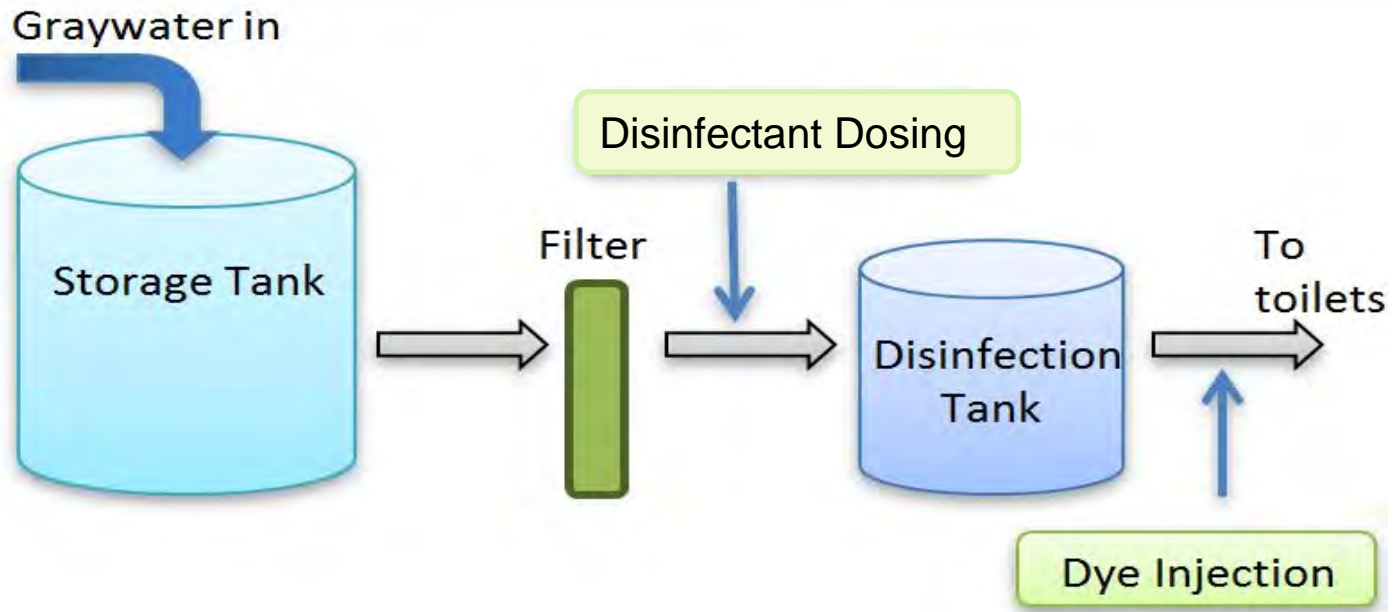 Graywater in
Storage Tank
Filter
Disinfectant Dosing
Disinfection
Tank
To
toilets
Dye Injection